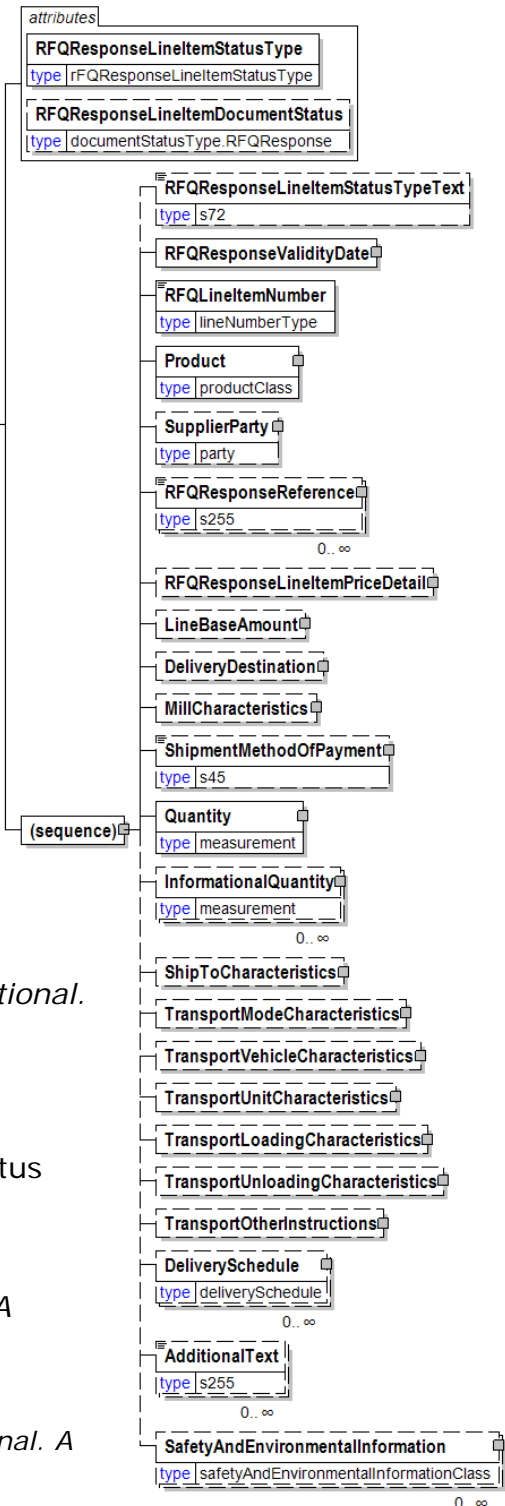 attributes
RFQResponseLineItemStatusType
type rFQResponseLineItemStatusType
RFQResponseLineItemDocumentStatus
type documentStatusType.RFQResponse
RFQResponseLineItemStatusTypeText
type s72
RFQResponseValidityDate
RFQLineItemNumber
type lineNumberType
Product
type productClass
SupplierParty
type party
RFQResponseReference
type s255
0.. ∞
RFQResponseLineItemPriceDetail
LineBaseAmount
DeliveryDestination
MillCharacteristics
ShipmentMethodOfPayment
type s45
(sequence)
Quantity
type measurement
InformationalQuantity
type measurement
0.. ∞
ShipToCharacteristics
tional.
TransportModeCharacteristics
TransportVehicleCharacteristics
TransportUnitCharacteristics
TransportLoadingCharacteristics
tus
TransportUnloadingCharacteristics
TransportOtherInstructions
DeliverySchedule
type deliverySchedule
A
0.. ∞
AdditionalText
type s255
0.. ∞
nal. A
SafetyAndEnvironmentalInformation
type safetyAndEnvironmentalInformationClass
0.. ∞